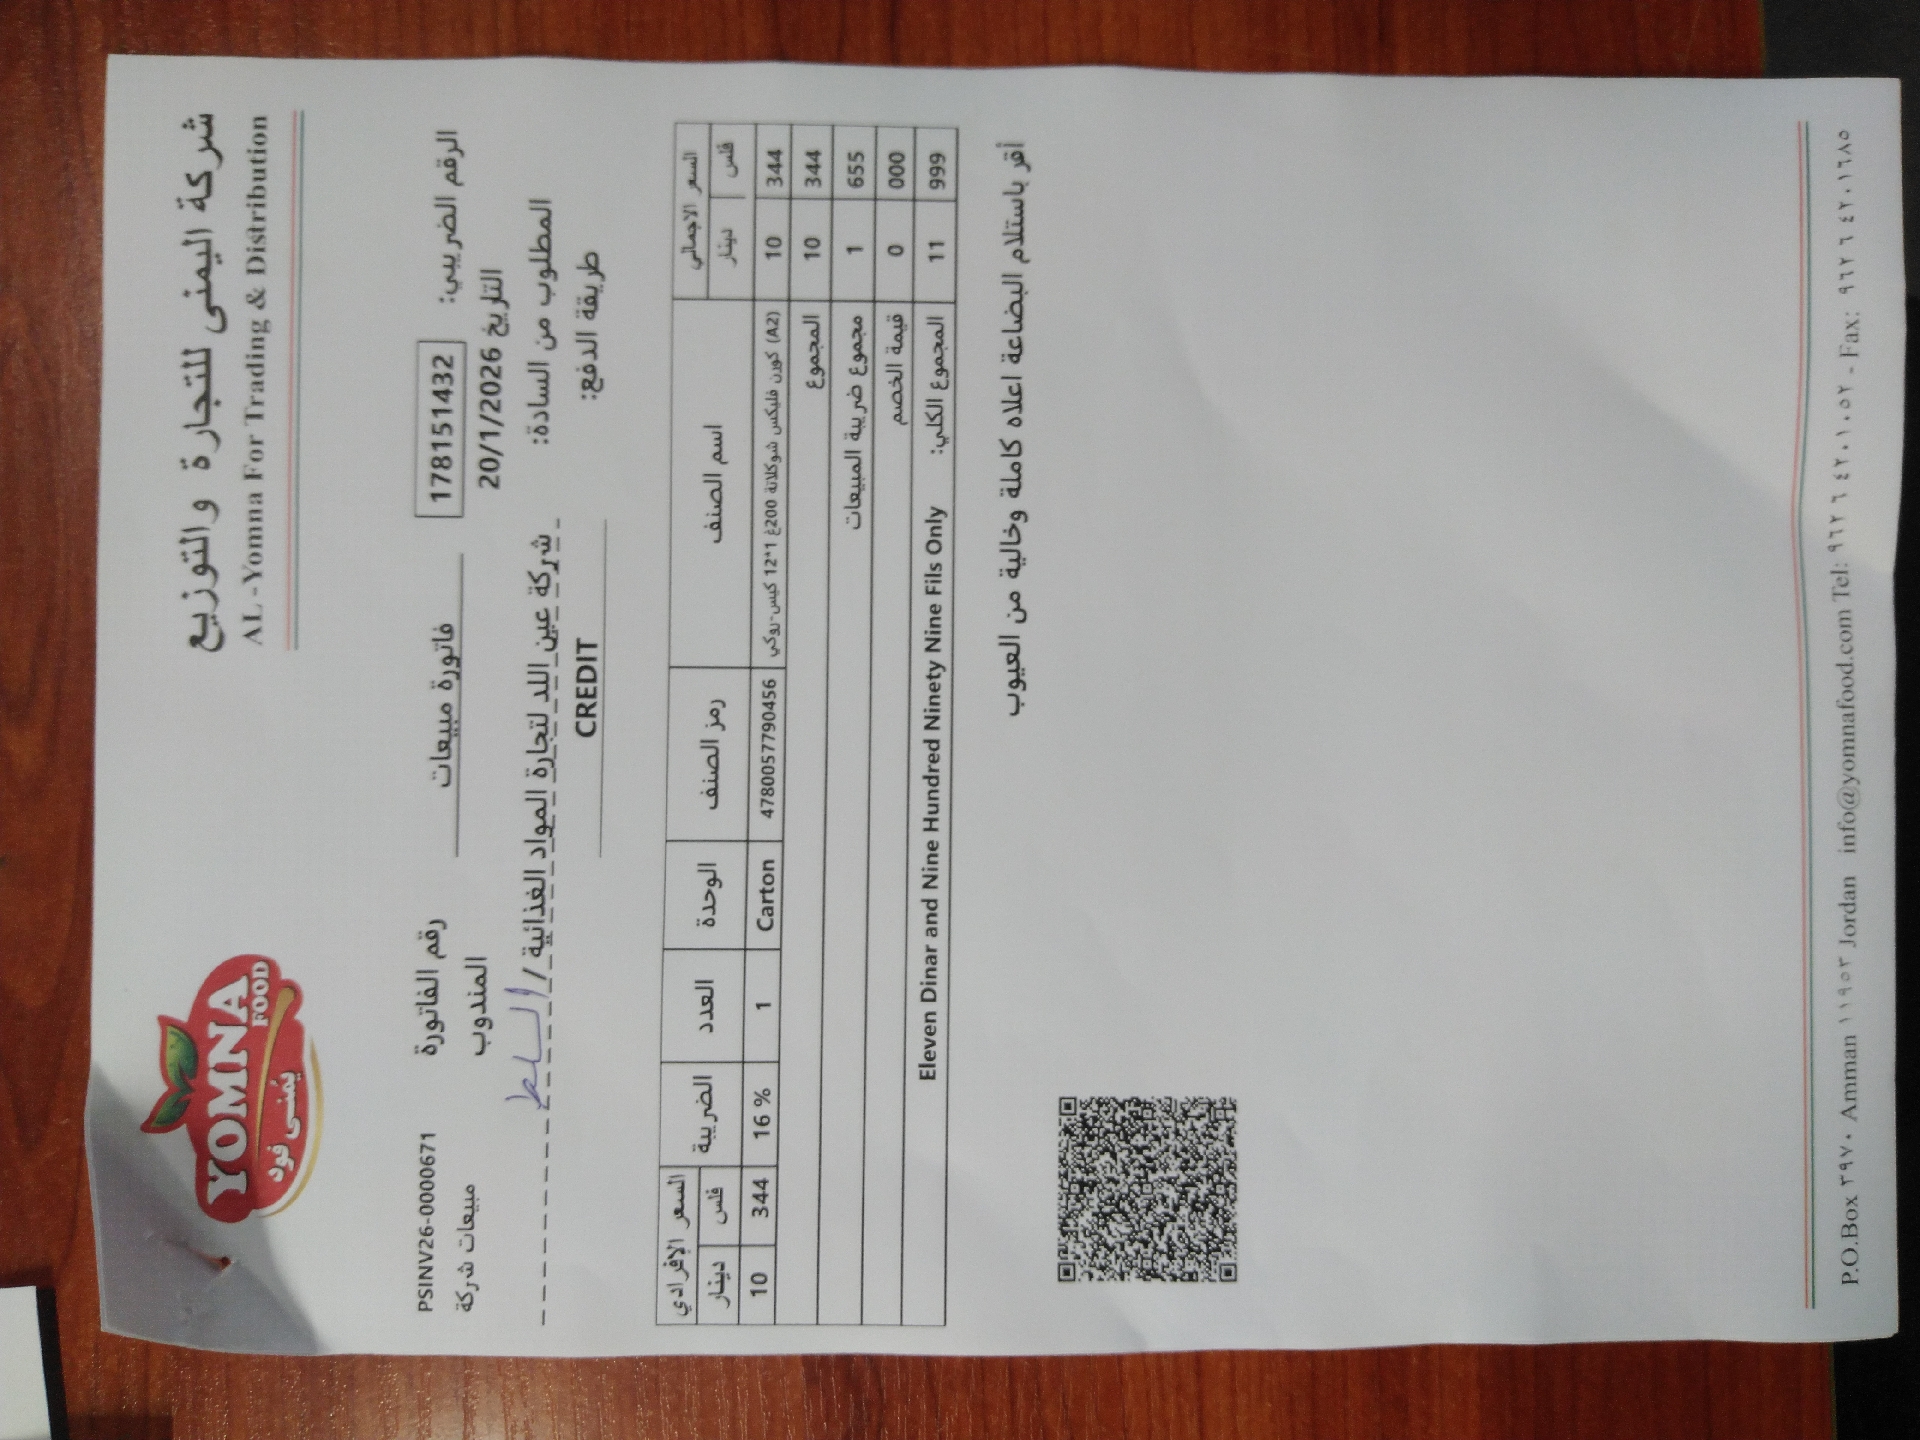 شركة اليمنى للتجارة والتوزيع
AL -Yomna For Trading & Distribution
YOMNA
FOOD
يمنى فود
الرقم الضريبي: 178151432 فاتورة مبيعات رقم الفاتورة PSINV26-0000671
التاريخ 20/1/2026 المندوب مبيعات شركة
المطلوب من السادة: شركة عين اللد لتجارة المواد الغذائية / السلط
طريقة الدفع: CREDIT
السعر الاجمالي اسم الصنف رمز الصنف الوحدة العدد الضريبة السعر الإفرادي
فلس دينار فلس دينار
344 10 (A2) كورن فليكس شوكلاتة 200غ 1*12 كيس-روكي 4780057790456 Carton 1 16 % 344 10
344 10 المجموع
655 1 مجموع ضريبة المبيعات
000 0 قيمة الخصم
999 11 المجموع الكلي: Eleven Dinar and Nine Hundred Ninety Nine Fils Only
أقر باستلام البضاعة اعلاه كاملة وخالية من العيوب
P.O.Box ٣٩٧٠ Amman ١١٩٥٣ Jordan info@yomnafood.com Tel: ٩٦٢ ٦ ٤٢٠١٠٥٢ - Fax: ٩٦٢ ٦ ٤٢٠١٦٨٥